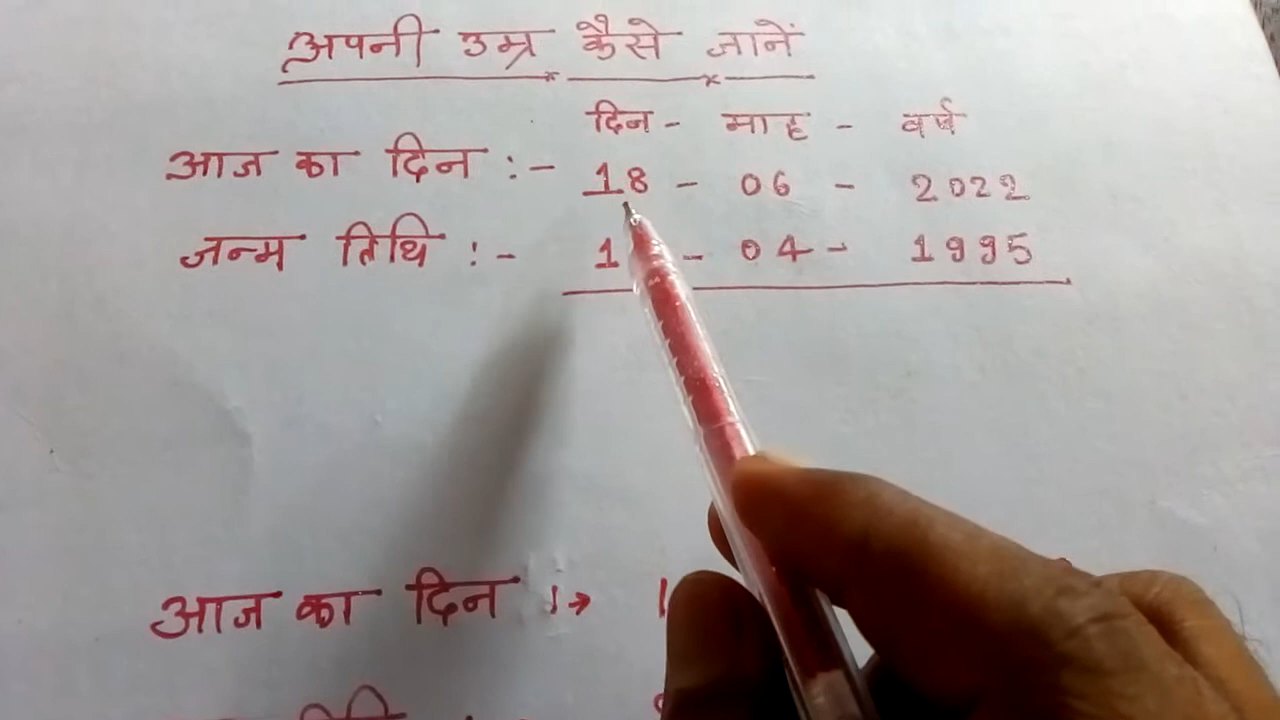 अपनी उम्र कैसे जानें
दिन - माह - वर्ष
आज का दिन :- 18 - 06 - 2022
जन्म तिथि :- 1 - 04 - 1995
आज का दिन :→